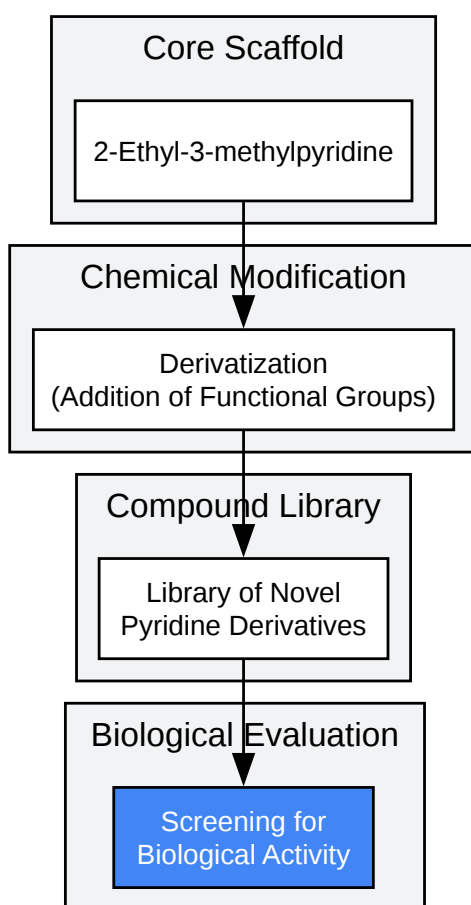 Core Scaffold
2-Ethyl-3-methylpyridine
Chemical Modification
Derivatization
(Addition of Functional Groups)
Compound Library
Library of Novel
Pyridine Derivatives
Biological Evaluation
Screening for
Biological Activity